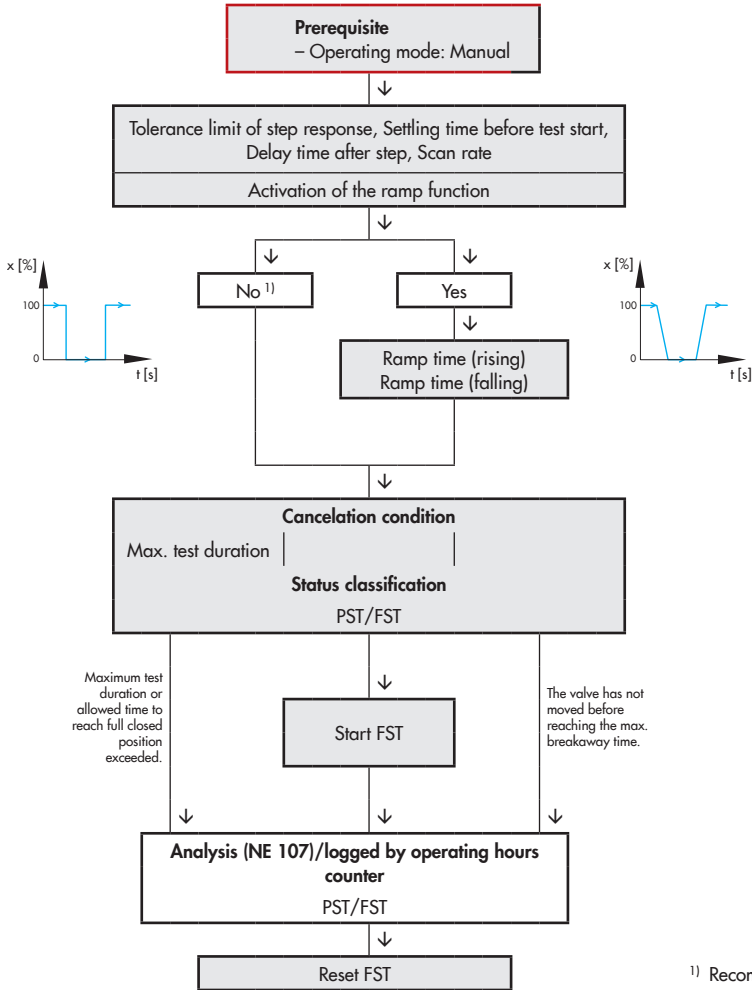 Prerequisite
– Operating mode: Manual
Tolerance limit of step response, Settling time before test start,
Delay time after step, Scan rate
Activation of the ramp function
x [%]
100
0
t [s]
No 1)
Yes
x [%]
100
0
t [s]
Ramp time (rising)
Ramp time (falling)
Cancelation condition
Max. test duration
Status classification
PST/FST
Maximum test
duration or
allowed time to
reach full closed
position
exceeded.
Start FST
The valve has not
moved before
reaching the max.
breakaway time.
Analysis (NE 107)/logged by operating hours
counter
PST/FST
Reset FST
1)